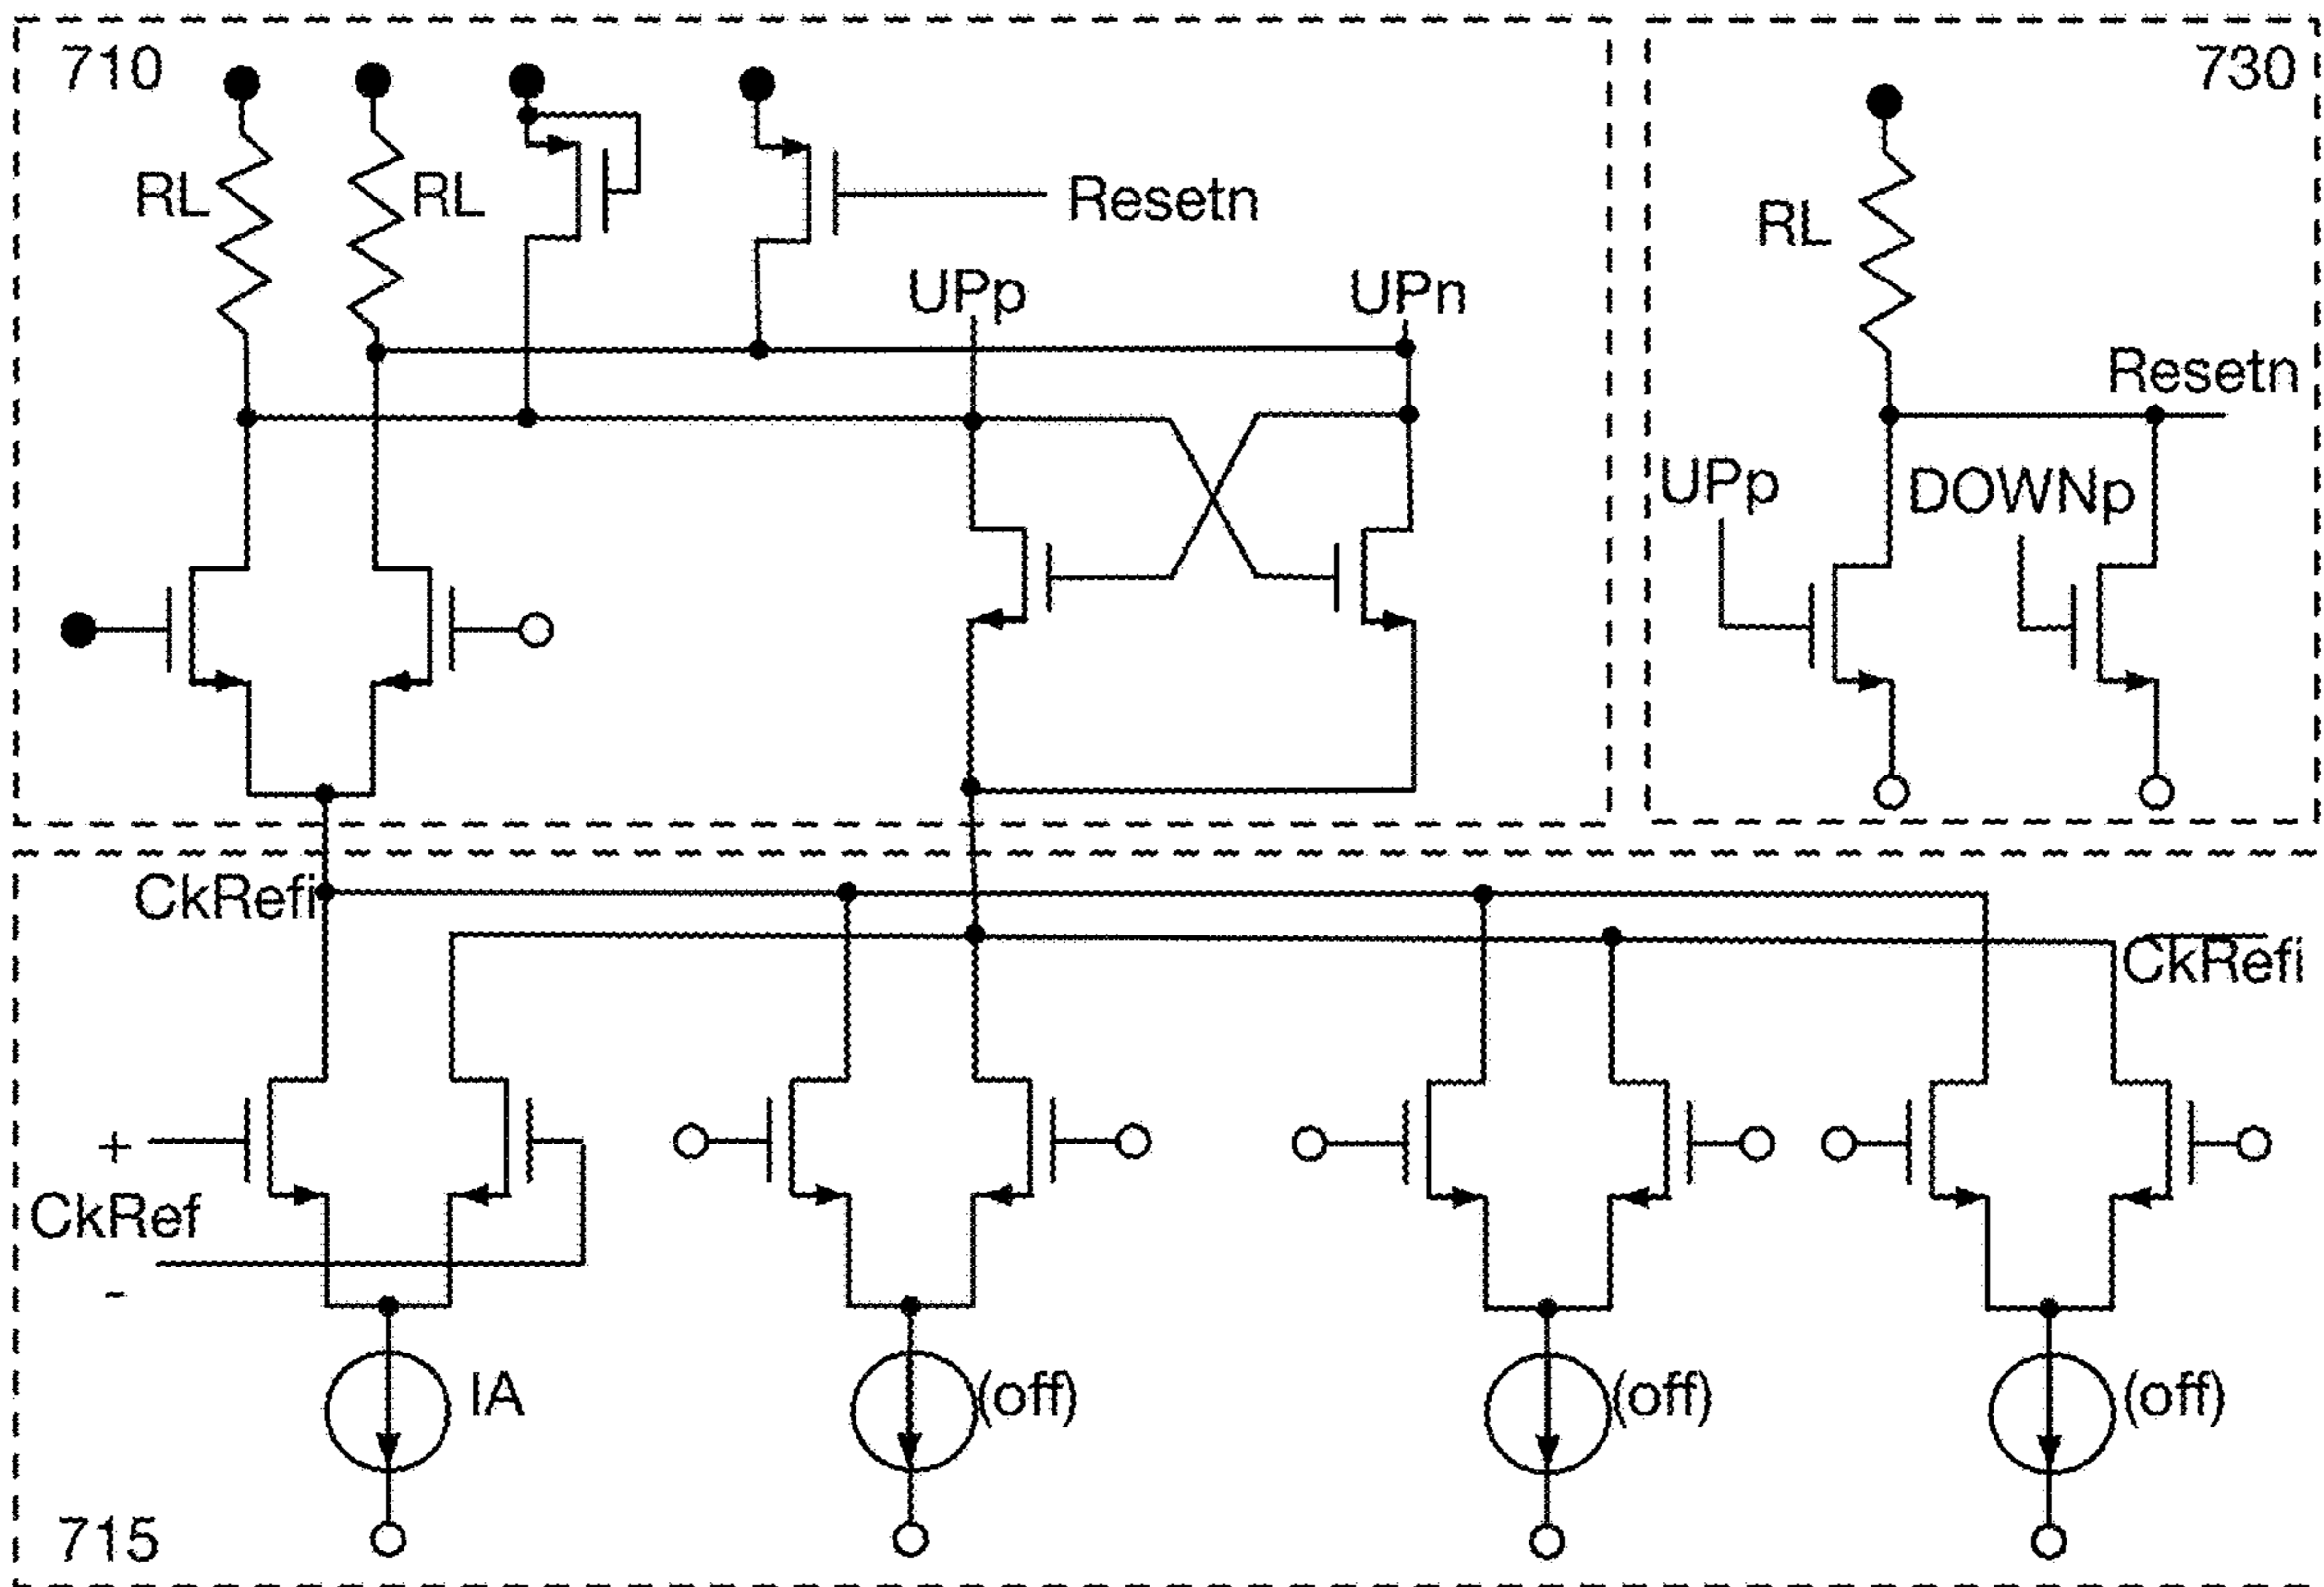 710
730
RL
RL
Resetn
UPp
UPn
RL
Resetn
UPp
DOWNp
CkRefi
CkRefi
+
CkRef
-
IA
(off)
(off)
(off)
715